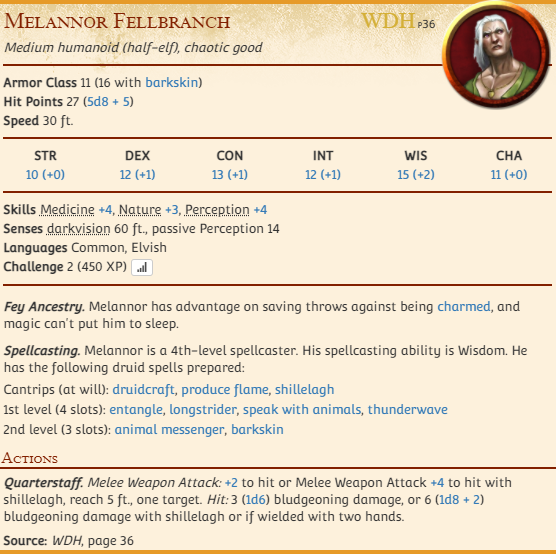 Melannor Fellbranch WDH p36
Medium humanoid (half-elf), chaotic good
Armor Class 11 (16 with barkskin)
Hit Points 27 (5d8 + 5)
Speed 30 ft.
STR DEX CON INT WIS CHA
10 (+0) 12 (+1) 13 (+1) 12 (+1) 15 (+2) 11 (+0)
Skills Medicine +4, Nature +3, Perception +4
Senses darkvision 60 ft., passive Perception 14
Languages Common, Elvish
Challenge 2 (450 XP)
Fey Ancestry. Melannor has advantage on saving throws against being charmed, and
magic can't put him to sleep.
Spellcasting. Melannor is a 4th-level spellcaster. His spellcasting ability is Wisdom. He
has the following druid spells prepared:
Cantrips (at will): druidcraft, produce flame, shillelagh
1st level (4 slots): entangle, longstrider, speak with animals, thunderwave
2nd level (3 slots): animal messenger, barkskin
Actions
Quarterstaff. Melee Weapon Attack: +2 to hit or Melee Weapon Attack +4 to hit with
shillelagh, reach 5 ft., one target. Hit: 3 (1d6) bludgeoning damage, or 6 (1d8 + 2)
bludgeoning damage with shillelagh or if wielded with two hands.
Source: WDH, page 36